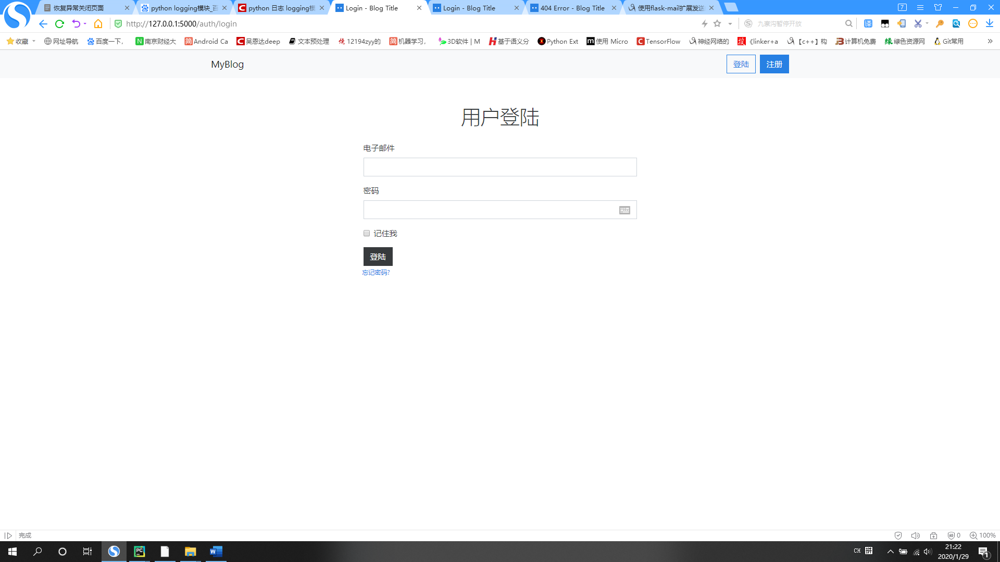 恢复异常关闭页面
python logging模块_百
python 日志 logging模
Login - Blog Title
Login - Blog Title
404 Error - Blog Title
使用flask-mail扩展发送
7
http://127.0.0.1:5000/auth/login
九寨沟暂停开放
译
收藏
网址导航
百度一下,
南京财经大
Android Ca
吴恩达deep
文本预处理
12194zyy的
机器学习,
3D软件 | M
基于语义分
Python Ext
使用 Micro
TensorFlow
神经网络的
《linker+a
【c++】构
计算机免费
绿色资源网
Git常用
MyBlog
登陆
注册
用户登陆
电子邮件
密码
记住我
登陆
忘记密码?
完成
0
100%
CH
拼
21:22
2020/1/29
1